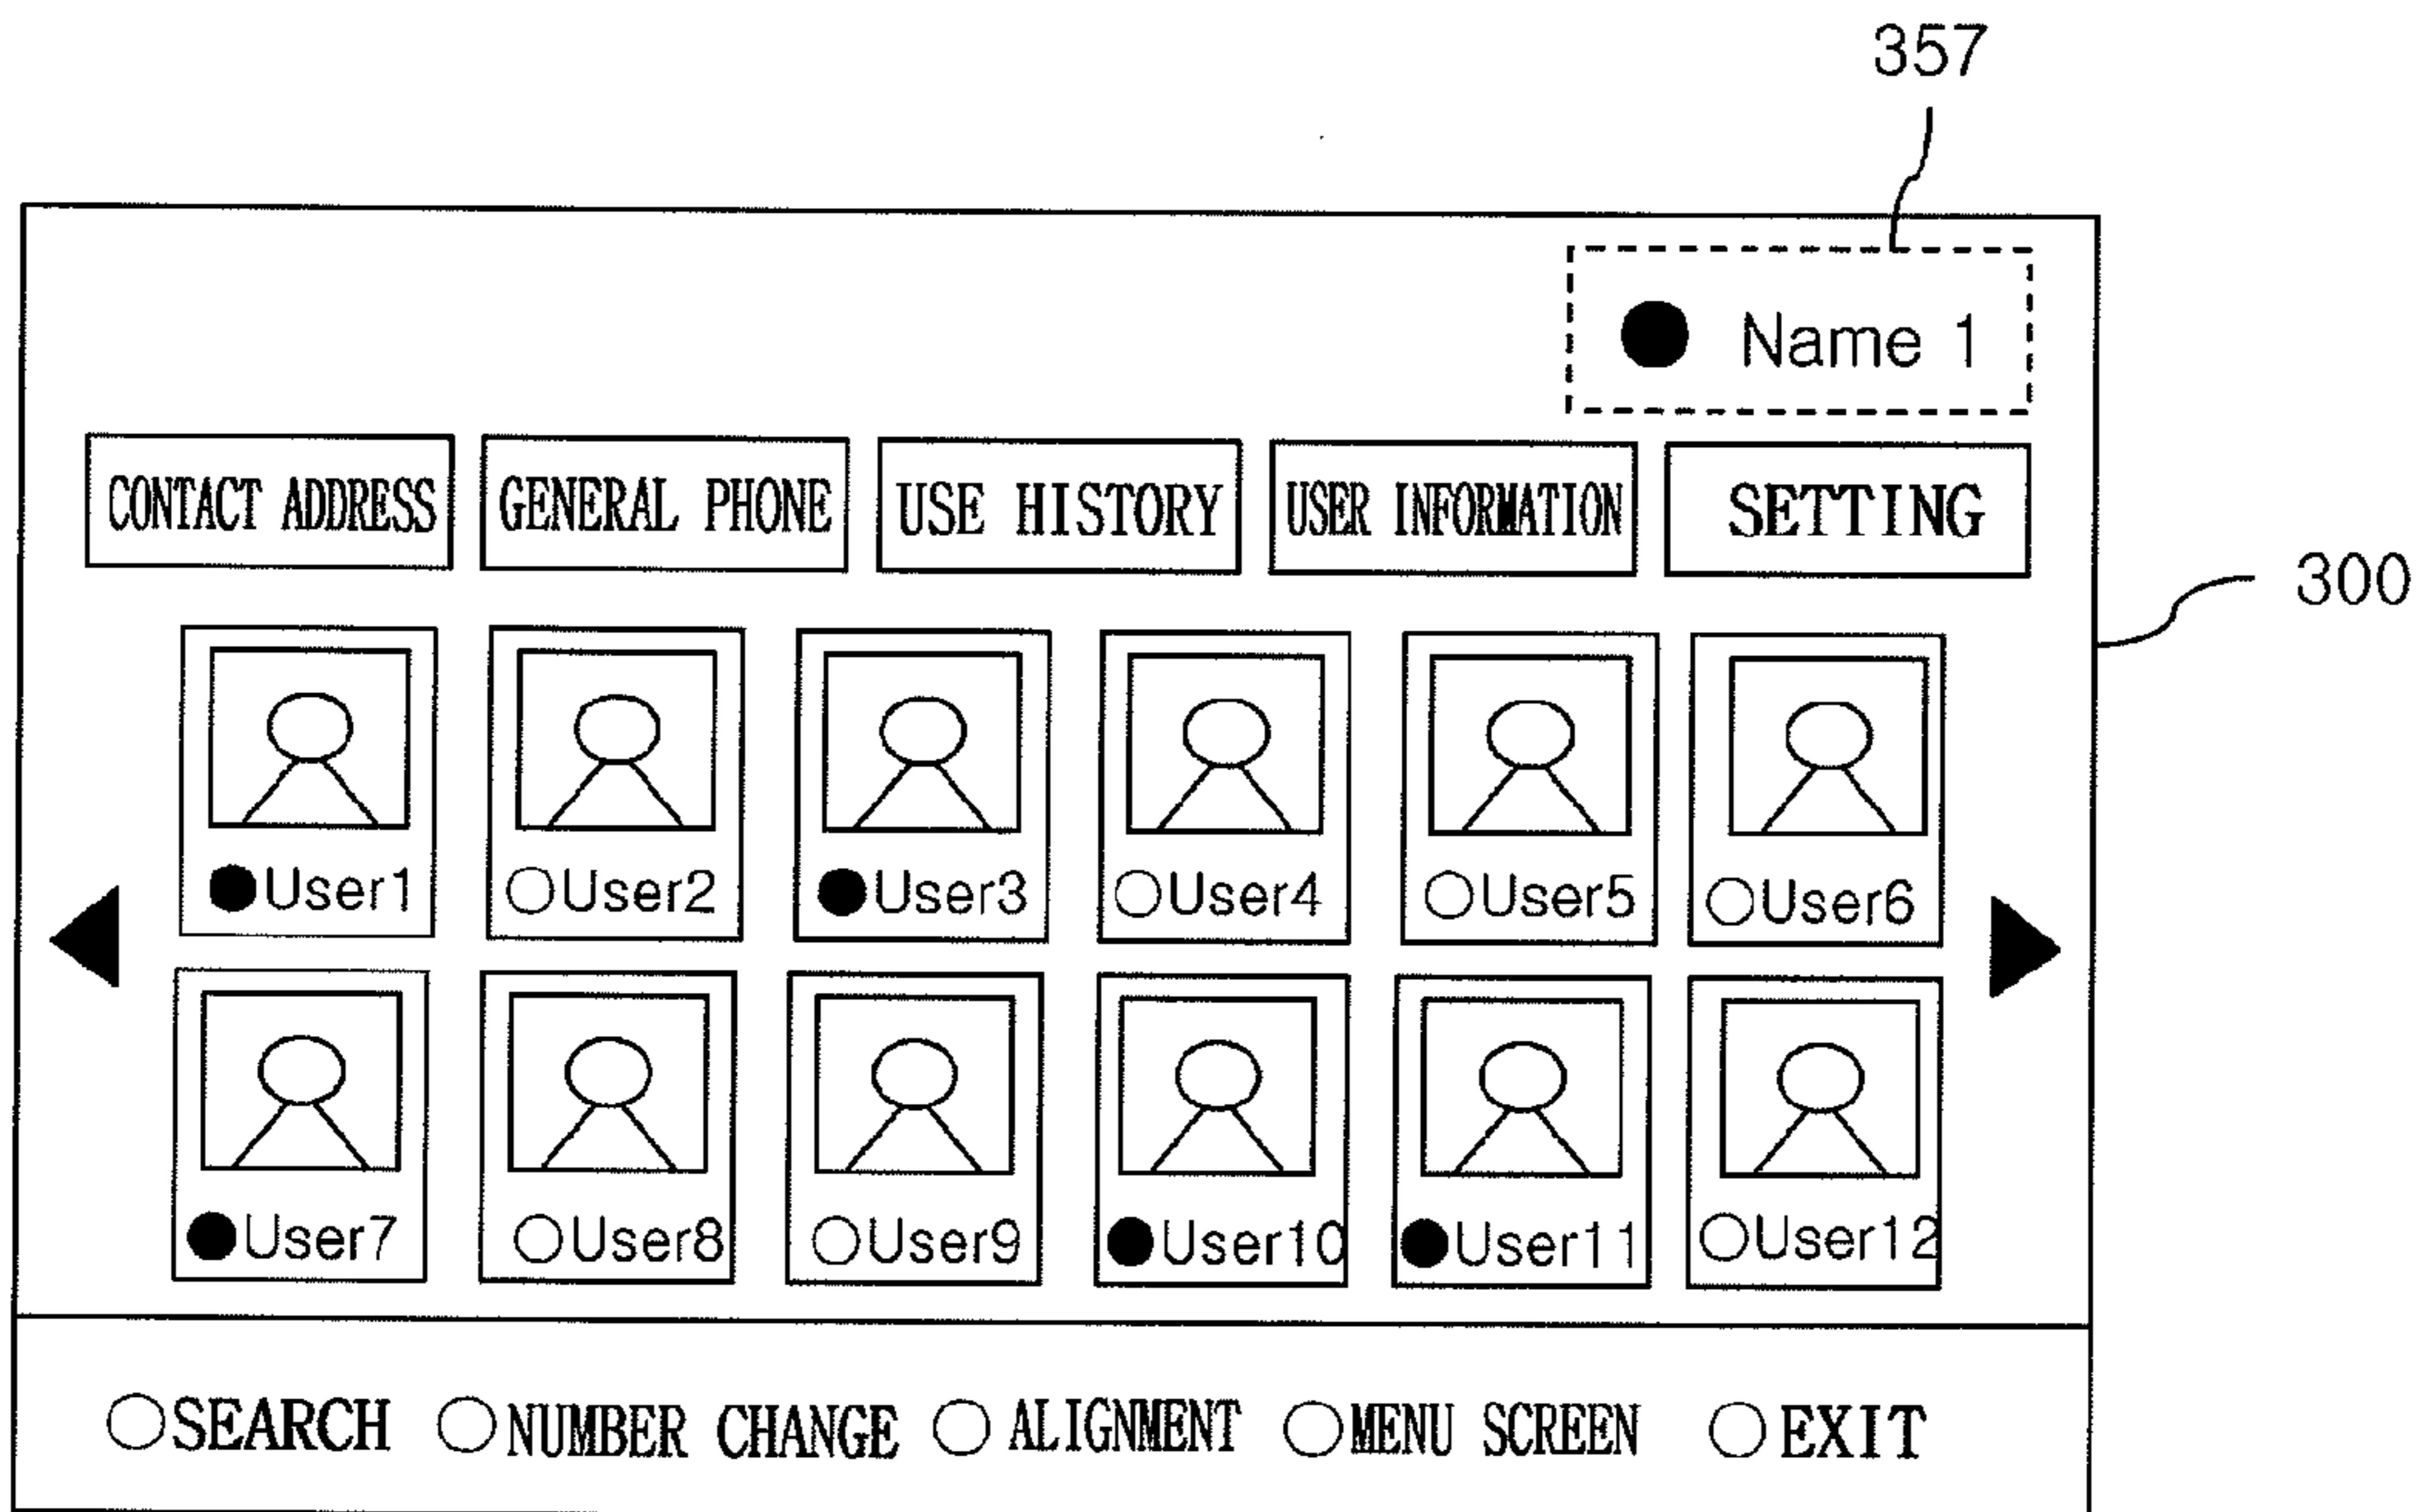 357
Name 1
CONTACT ADDRESS GENERAL PHONE USE HISTORY USER INFORMATION SETTING
300
User1 User2 User3 User4 User5 User6
User7 User8 User9 User10 User11 User12
SEARCH NUMBER CHANGE ALIGNMENT MENU SCREEN EXIT